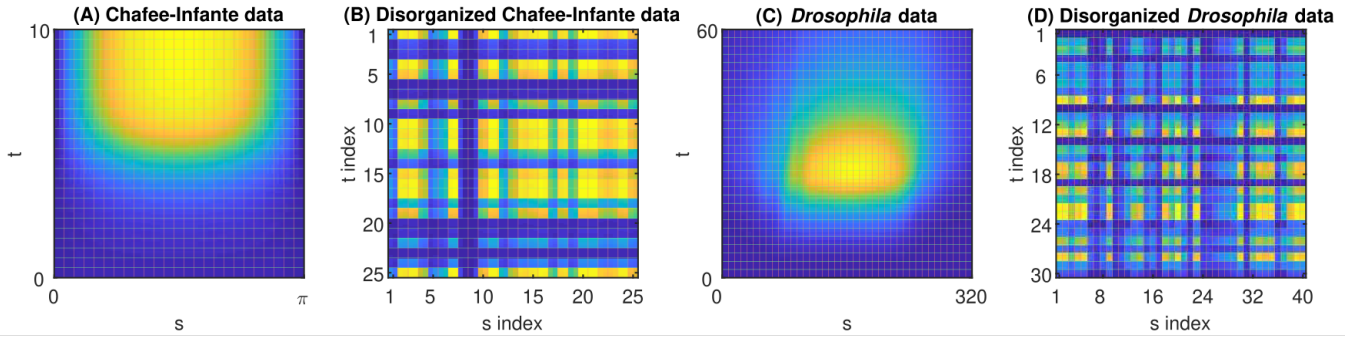 (A) Chafee-Infante data
10
t
0
0
π
s
(B) Disorganized Chafee-Infante data
1
5
10
15
20
25
t index
1 5 10 15 20 25
s index
(C) Drosophila data
60
t
0
0
320
s
(D) Disorganized Drosophila data
1
6
12
18
24
30
t index
1 8 16 24 32 40
s index